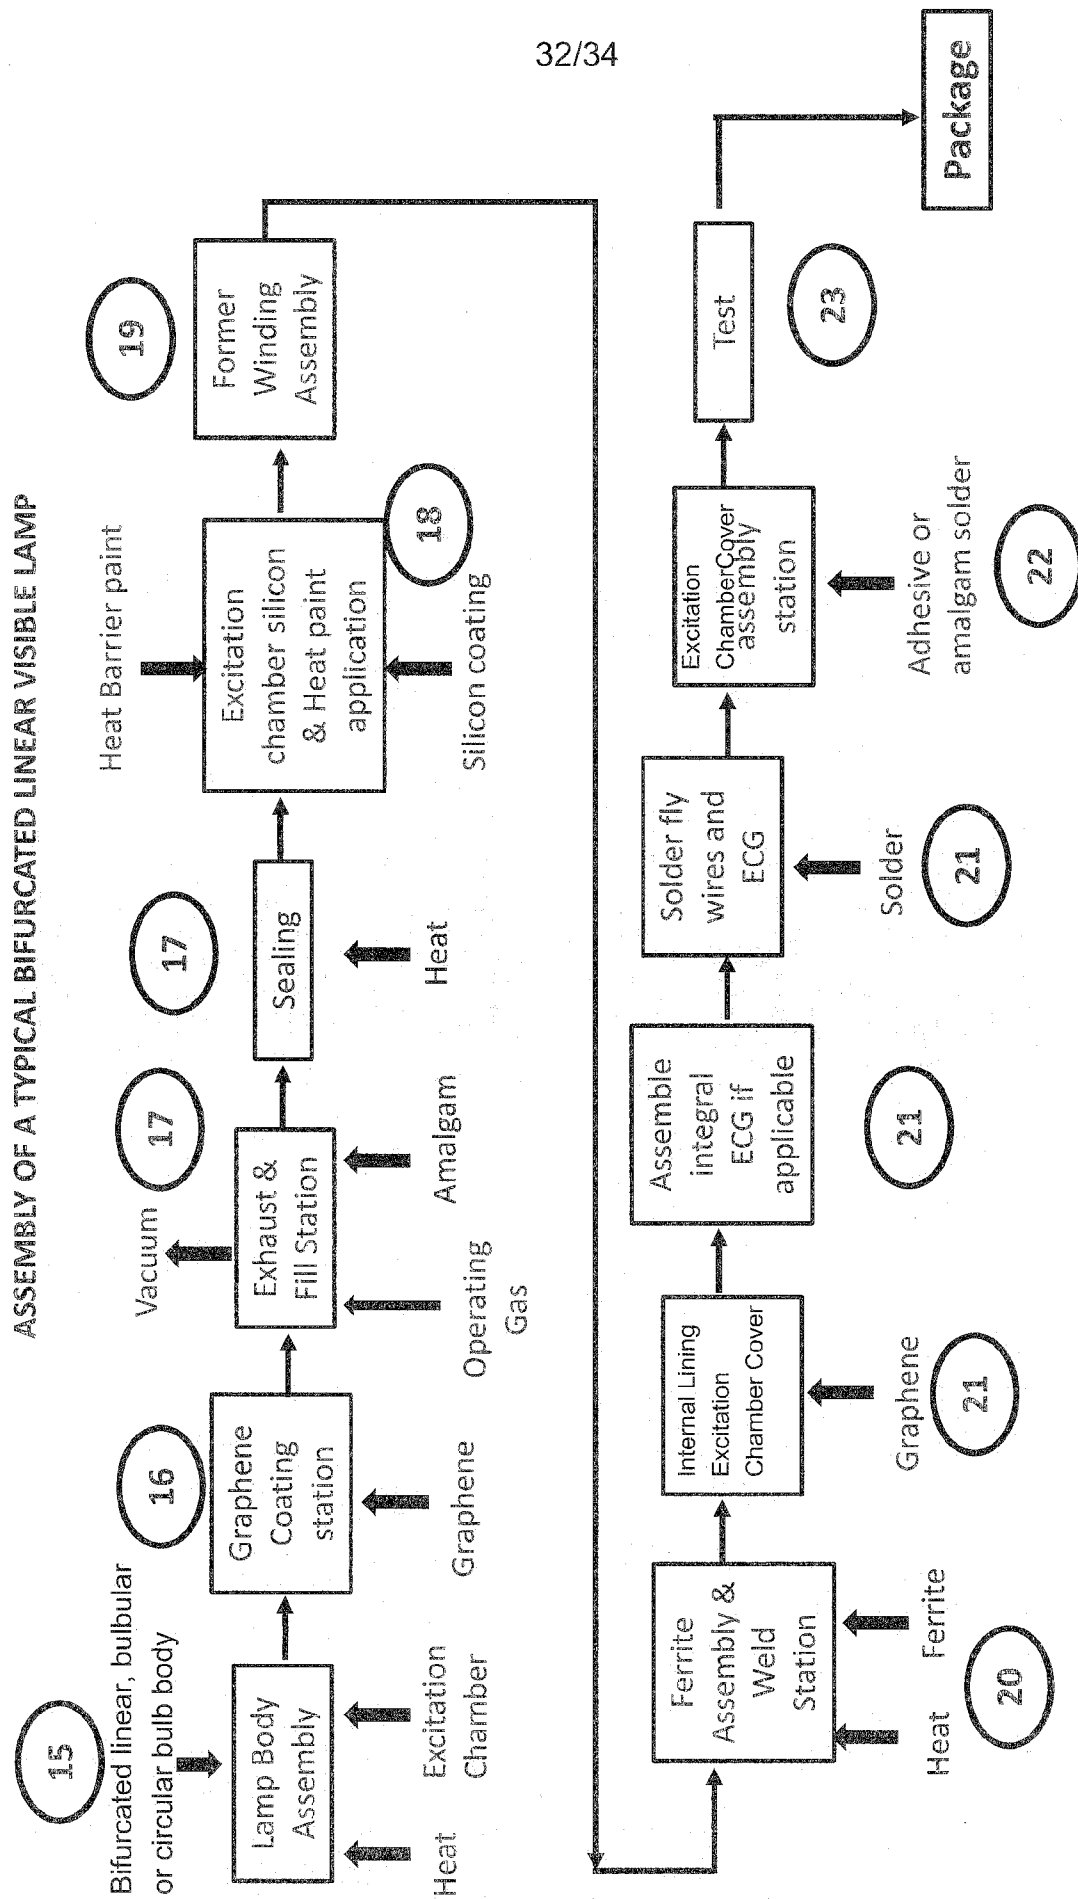 32/34
ASSEMBLY OF A TYPICAL BIFURCATED LINEAR VISIBLE LAMP
15
Bifurcated linear, bulbular
or circular bulb body
Lamp Body
Assembly
Heat
Excitation
Chamber
16
Graphene
Coating
station
Graphene
17
Vacuum
Exhaust &
Fill Station
Operating
Gas
Amalgam
17
Sealing
Heat
Heat Barrier paint
Excitation
chamber silicon
& Heat paint
application
18
Silicon coating
19
Former
Winding
Assembly
Ferrite
Assembly &
Weld
Station
Heat
Ferrite
20
Internal Lining
Excitation
Chamber Cover
Graphene
21
Assemble
integral
ECG if
applicable
21
Solder fly
wires and
ECG
Solder
21
Excitation
Chamber Cover
assembly
station
Adhesive or
amalgam solder
22
Test
23
Package